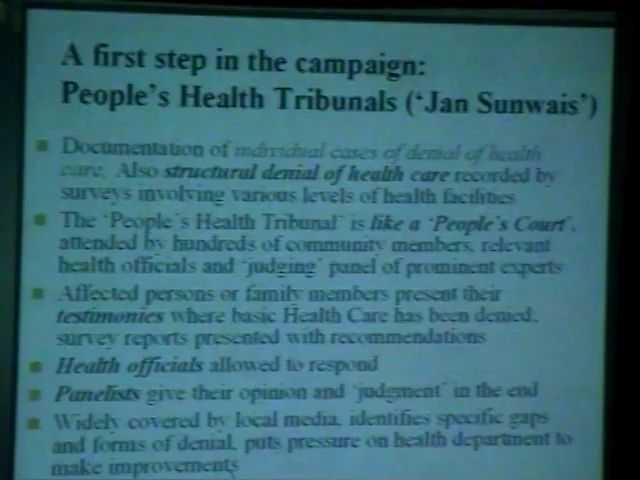 A first step in the campaign:
People's Health Tribunals ('Jan Sunwais')
Documentation of individual cases of denial of health
care. Also structural denial of health care recorded by
surveys involving various levels of health facilities.
The 'People's Health Tribunal' is like a 'People's Court',
attended by hundreds of community members, relevant
health officials and 'judging' panel of prominent experts
Affected persons or family members present their
testimonies where basic Health Care has been denied;
survey reports presented with recommendations
Health officials allowed to respond
Panelists give their opinion and 'judgment' in the end
Widely covered by local media, identifies specific gaps
and forms of denial, puts pressure on health department to
make improvements